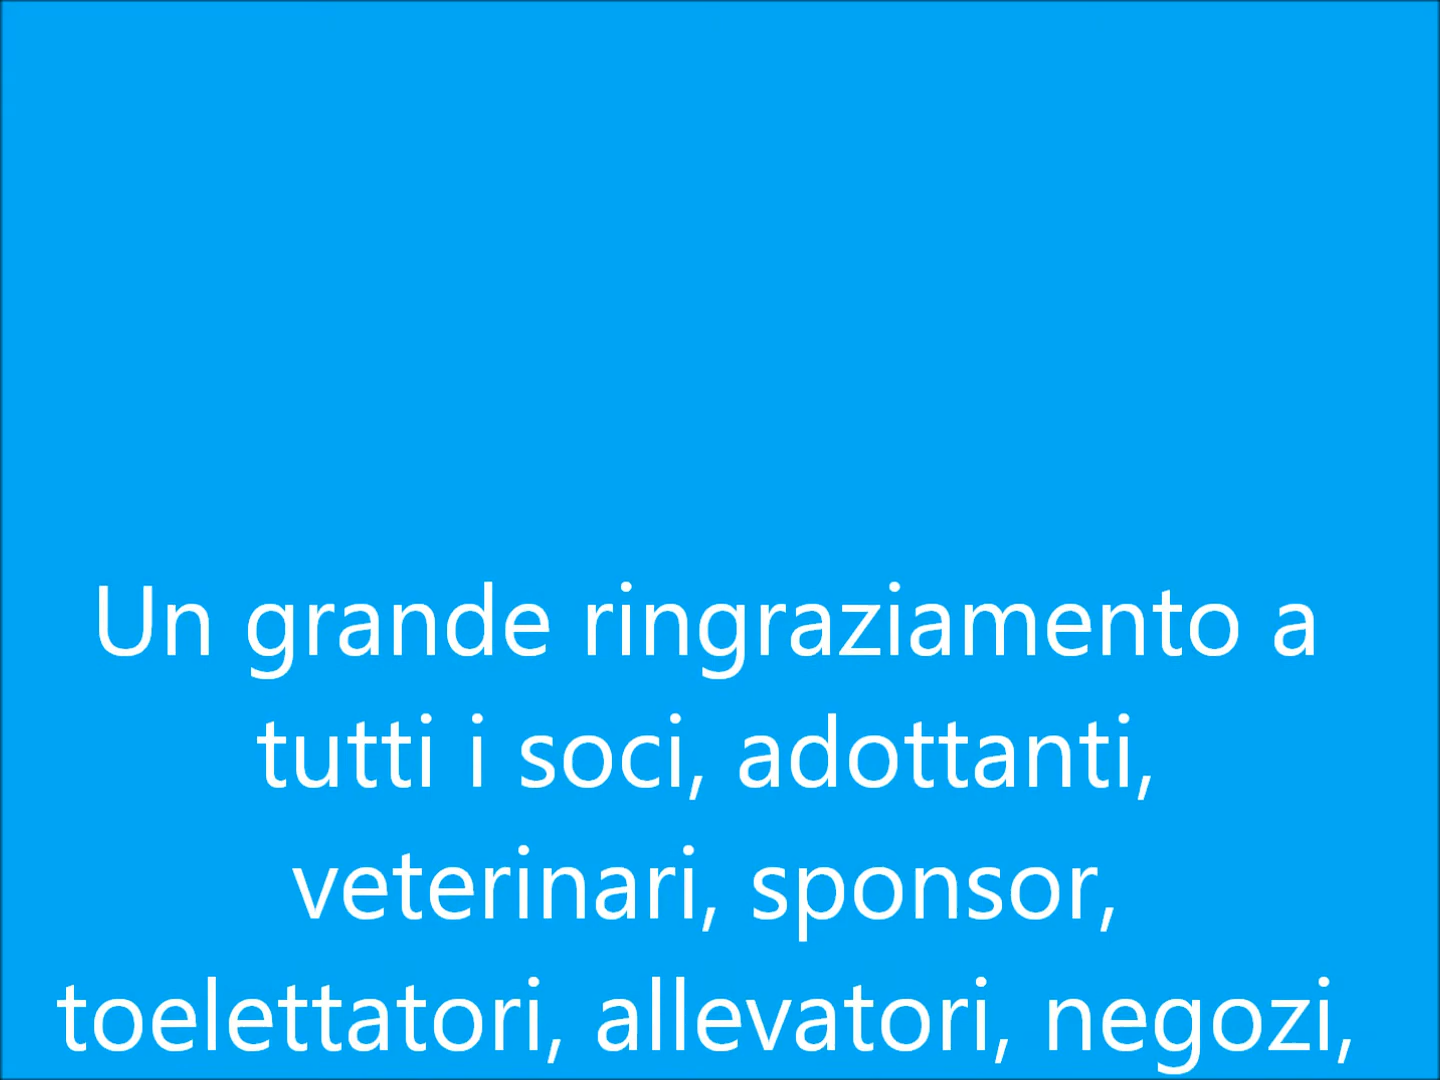 Un grande ringraziamento a
tutti i soci, adottanti,
veterinari, sponsor,
toelettatori, allevatori, negozi,